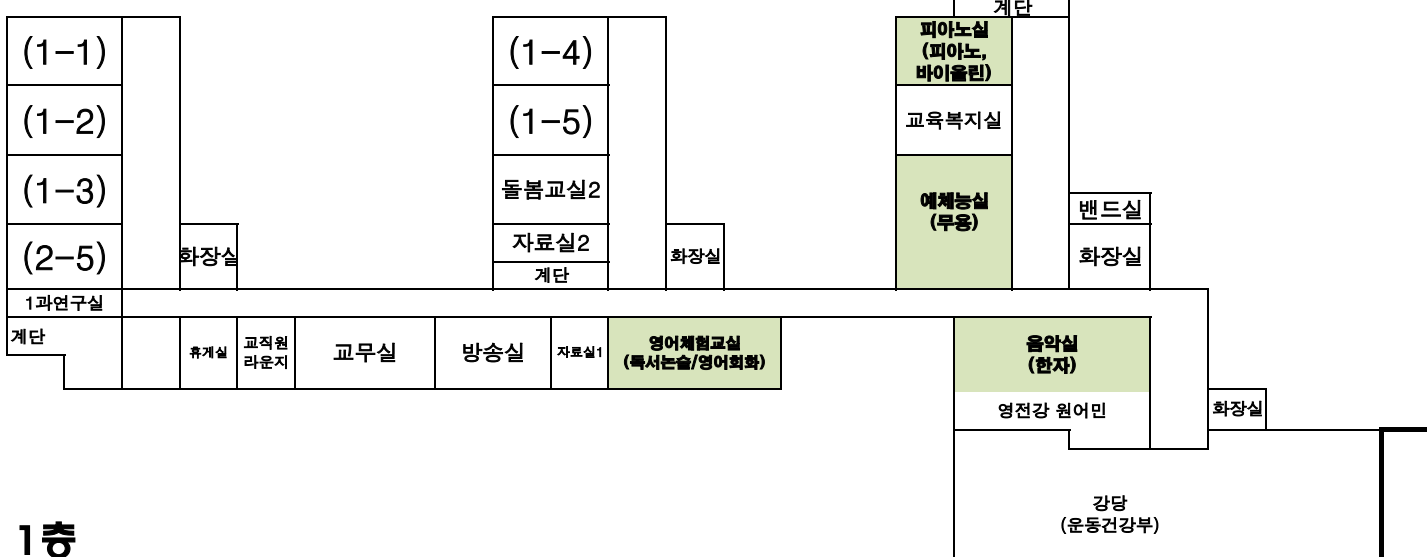 계단
(1-1)
(1-2)
(1-3)
(2-5)
화장실
1과연구실
계단
(1-4)
(1-5)
돌봄교실2
자료실2
계단
화장실
피아노실
(피아노,
바이올린)
교육복지실
예체능실
(무용)
밴드실
화장실
휴게실
교직원
라운지
교무실
방송실
자료실1
영어체험교실
(독서논술/영어회화)
음악실
(한자)
영전강 원어민
화장실
강당
(운동건강부)
1층